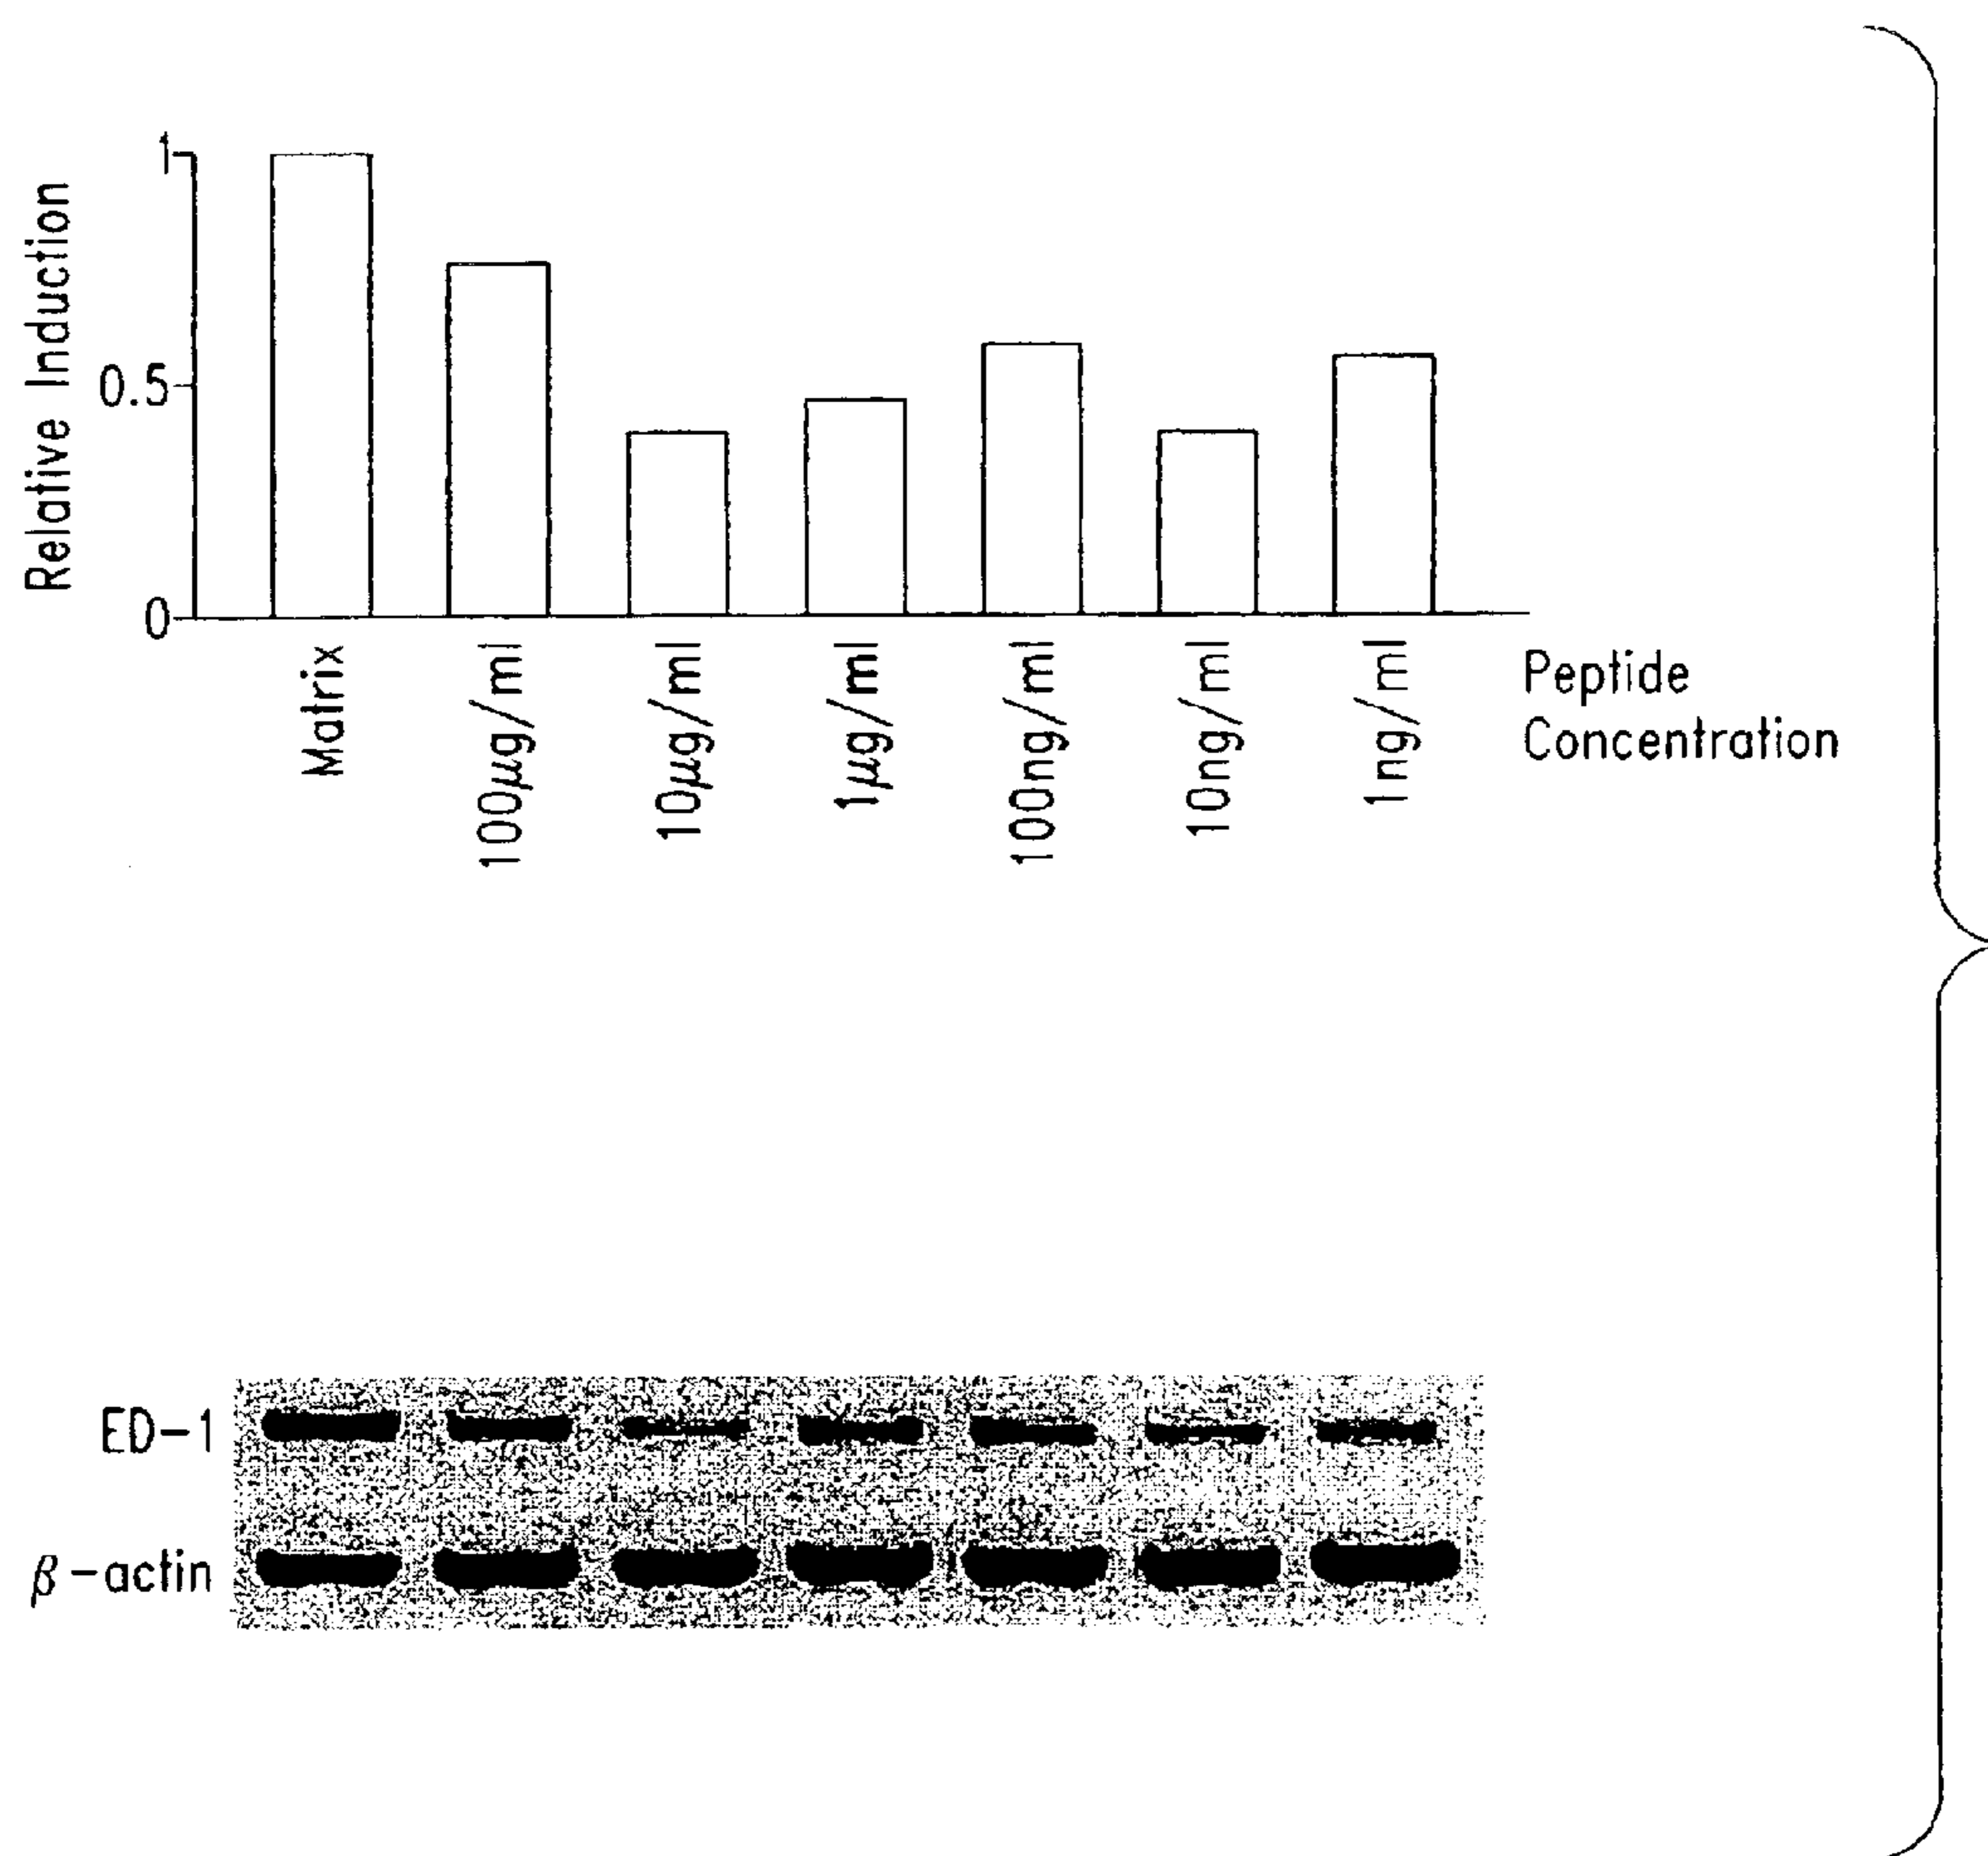 Relative Induction
1
0.5
0
Matrix
100μg/ml
10μg/ml
1μg/ml
100ng/ml
10ng/ml
1ng/ml
Peptide
Concentration
ED-1
β-actin